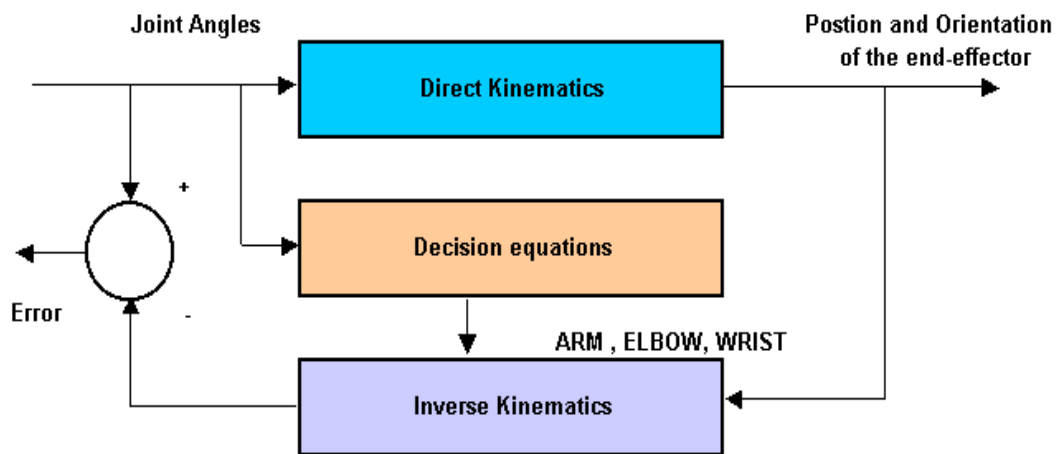 Joint Angles
Postion and Orientation
of the end-effector
Direct Kinematics
+
Decision equations
Error
-
ARM , ELBOW, WRIST
Inverse Kinematics